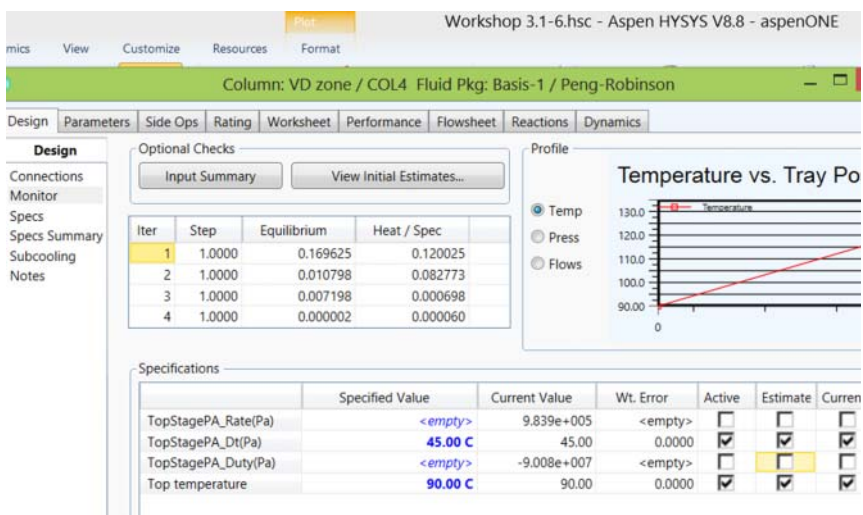 Plot
Workshop 3.1-6.hsc - Aspen HYSYS V8.8 - aspenONE
mics View Customize Resources Format
Column: VD zone / COL4 Fluid Pkg: Basis-1 / Peng-Robinson
Design Parameters Side Ops Rating Worksheet Performance Flowsheet Reactions Dynamics
Design
Connections
Monitor
Specs
Specs Summary
Subcooling
Notes
Optional Checks
Input Summary View Initial Estimates...
Iter Step Equilibrium Heat / Spec
1 1.0000 0.169625 0.120025
2 1.0000 0.010798 0.082773
3 1.0000 0.007198 0.000698
4 1.0000 0.000002 0.000060
Profile
Temp
Press
Flows
Temperature vs. Tray Po
Temperature
130.0
120.0
110.0
100.0
90.00
0
Specifications
Specified Value Current Value Wt. Error Active Estimate Curren
TopStagePA_Rate(Pa) <empty> 9.839e+005 <empty>
TopStagePA_Dt(Pa) 45.00 C 45.00 0.0000
TopStagePA_Duty(Pa) <empty> -9.008e+007 <empty>
Top temperature 90.00 C 90.00 0.0000